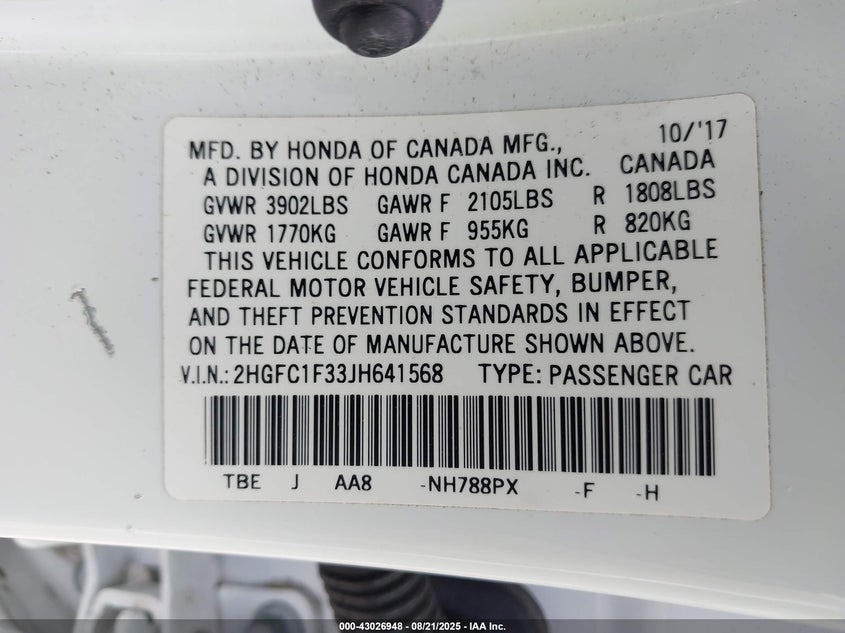 10/'17
MFD. BY HONDA OF CANADA MFG.,
A DIVISION OF HONDA CANADA INC. CANADA
GVWR 3902LBS GAWR F 2105LBS R 1808LBS
GVWR 1770KG GAWR F 955KG R 820KG
THIS VEHICLE CONFORMS TO ALL APPLICABLE
FEDERAL MOTOR VEHICLE SAFETY, BUMPER,
AND THEFT PREVENTION STANDARDS IN EFFECT
ON THE DATE OF MANUFACTURE SHOWN ABOVE.
V.I.N.: 2HGFC1F33JH641568 TYPE: PASSENGER CAR
TBE J AA8 -NH788PX -F -H
000-43026948 - 08/21/2025 - IAA Inc.